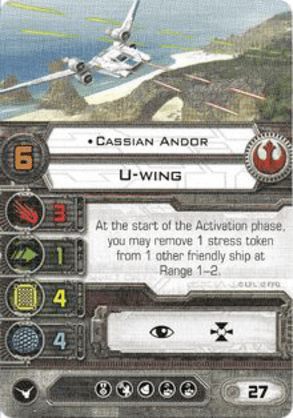 • CASSIAN ANDOR
6
U-WING
3
At the start of the Activation phase,
you may remove 1 stress token
from 1 other friendly ship at
Range 1–2.
1
4
4
27